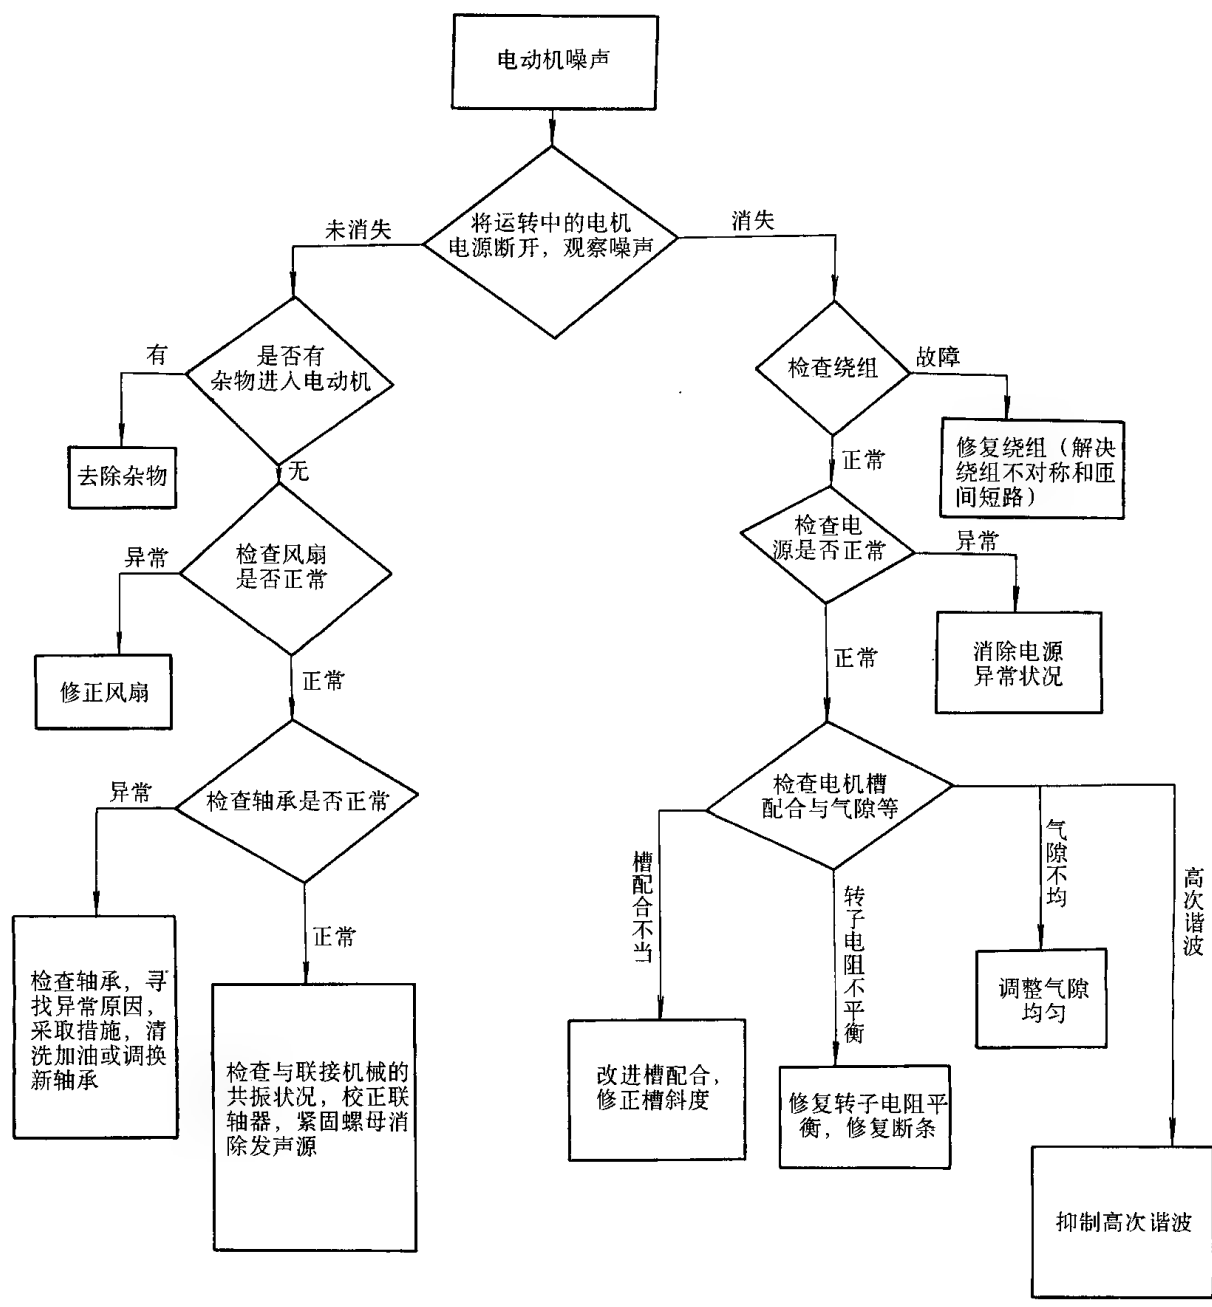 电动机噪声
将运转中的电机
电源断开，观察噪声
未消失
消失
是否有
杂物进入电动机
有
去除杂物
无
检查风扇
是否正常
异常
修正风扇
正常
检查轴承是否正常
异常
检查轴承，寻
找异常原因，
采取措施，清
洗加油或调换
新轴承
正常
检查与联接机械的
共振状况，校正联
轴器，紧固螺母消
除发声源
检查绕组
故障
修复绕组（解决
绕组不对称和匝
间短路）
正常
检查电
源是否正常
异常
消除电源
异常状况
正常
检查电机槽
配合与气隙等
槽配合不当
改进槽配合，
修正槽斜度
转子电阻不平衡
修复转子电阻平
衡，修复断条
气隙不均
调整气隙
均匀
高次谐波
抑制高次谐波